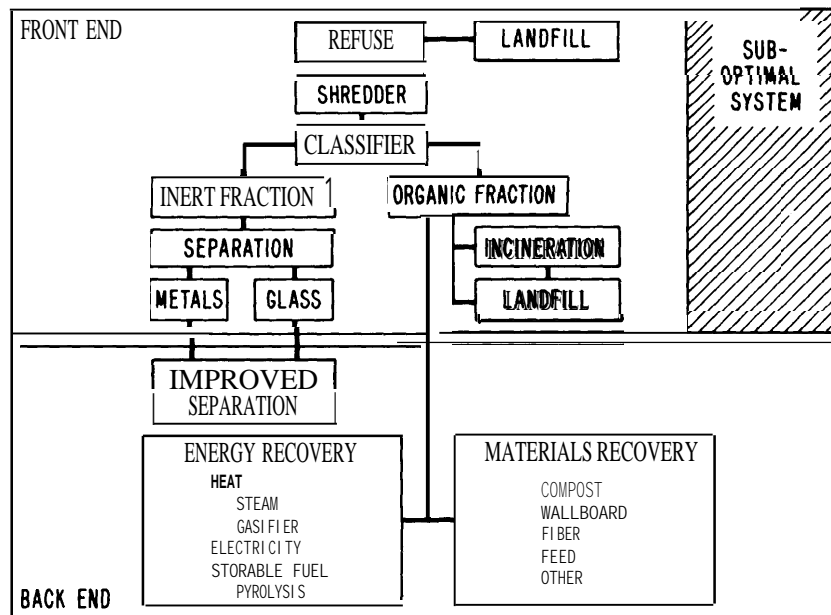 FRONT END
REFUSE
LANDFILL
SUB-
OPTIMAL
SYSTEM
SHREDDER
CLASSIFIER
INERT FRACTION
ORGANIC FRACTION
SEPARATION
INCINERATION
METALS
GLASS
LANDFILL
IMPROVED
SEPARATION
ENERGY RECOVERY
HEAT
STEAM
GASIFIER
ELECTRICITY
STORABLE FUEL
PYROLYSIS
MATERIALS RECOVERY
COMPOST
WALLBOARD
FIBER
FEED
OTHER
BACK END